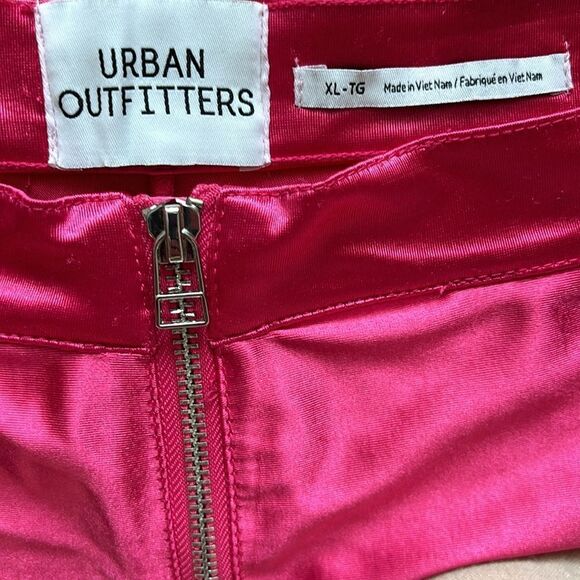 URBAN
OUTFITTERS
XL-TG Made in Viet Nam / Fabriqué en Viet Nam